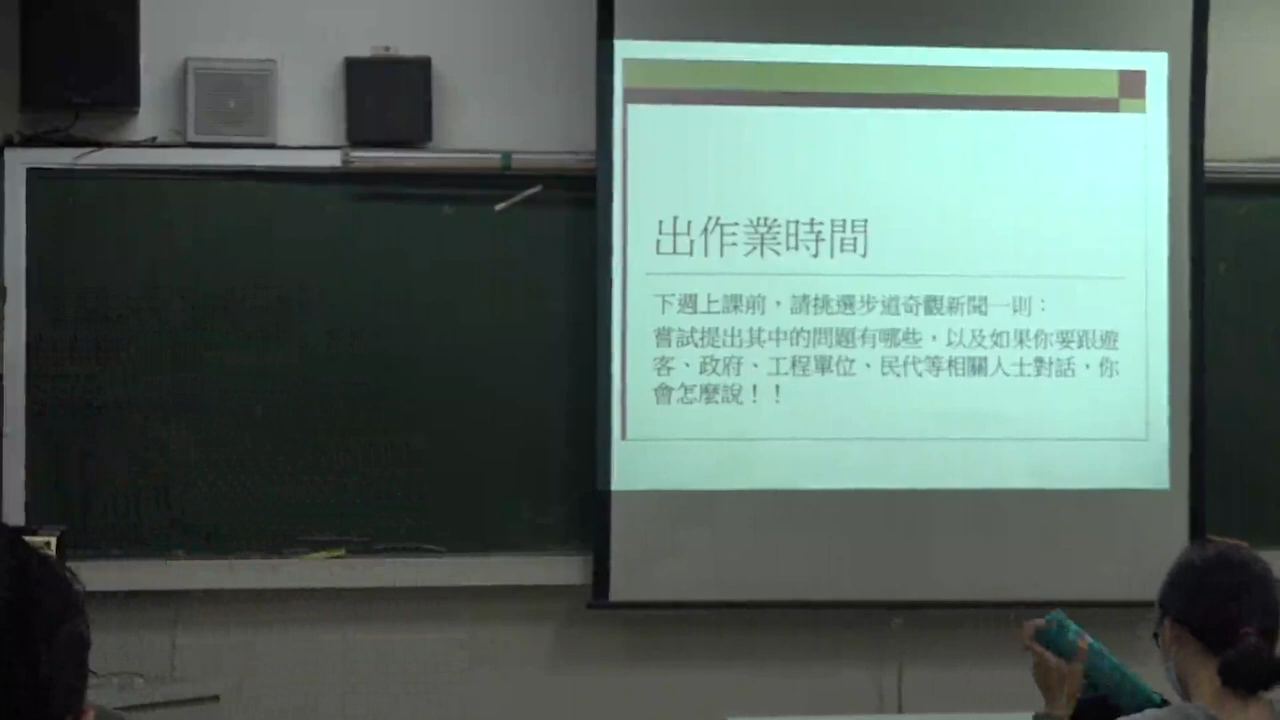 出作業時間
下週上課前，請挑選步道奇觀新聞一則：
嘗試提出其中的問題有哪些，以及如果你要跟遊
客、政府、工程單位、民代等相關人士對話，你
會怎麼說！！